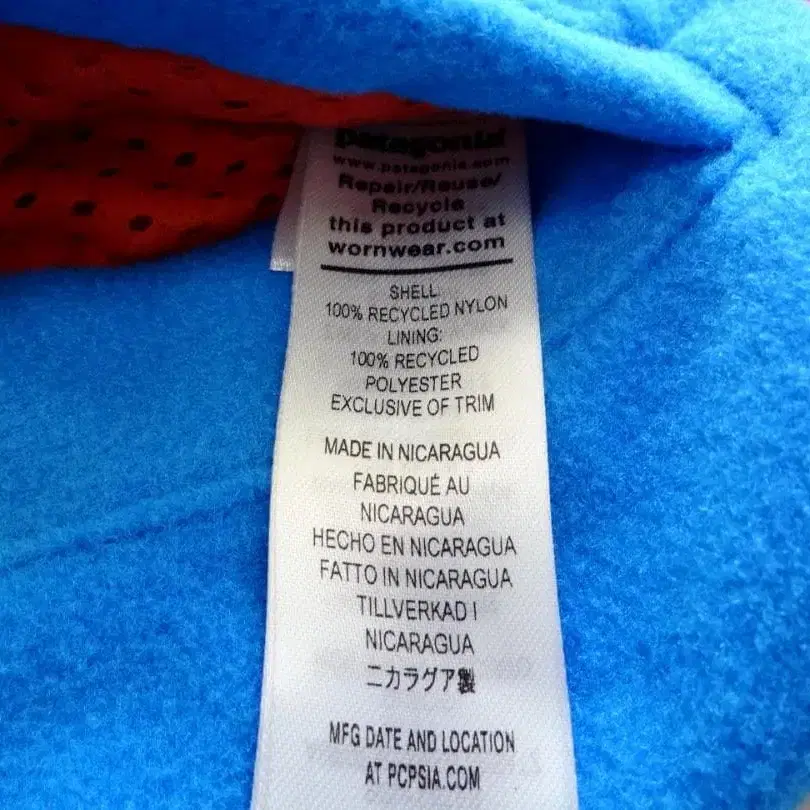 patagonia
www.patagonia.com
Repair/Reuse/
Recycle
this product at
wornwear.com
SHELL:
100% RECYCLED NYLON
LINING:
100% RECYCLED
POLYESTER
EXCLUSIVE OF TRIM
MADE IN NICARAGUA
FABRIQUÉ AU
NICARAGUA
HECHO EN NICARAGUA
FATTO IN NICARAGUA
TILLVERKAD I
NICARAGUA
ニカラグア製
MFG DATE AND LOCATION
AT PCPSIA.COM